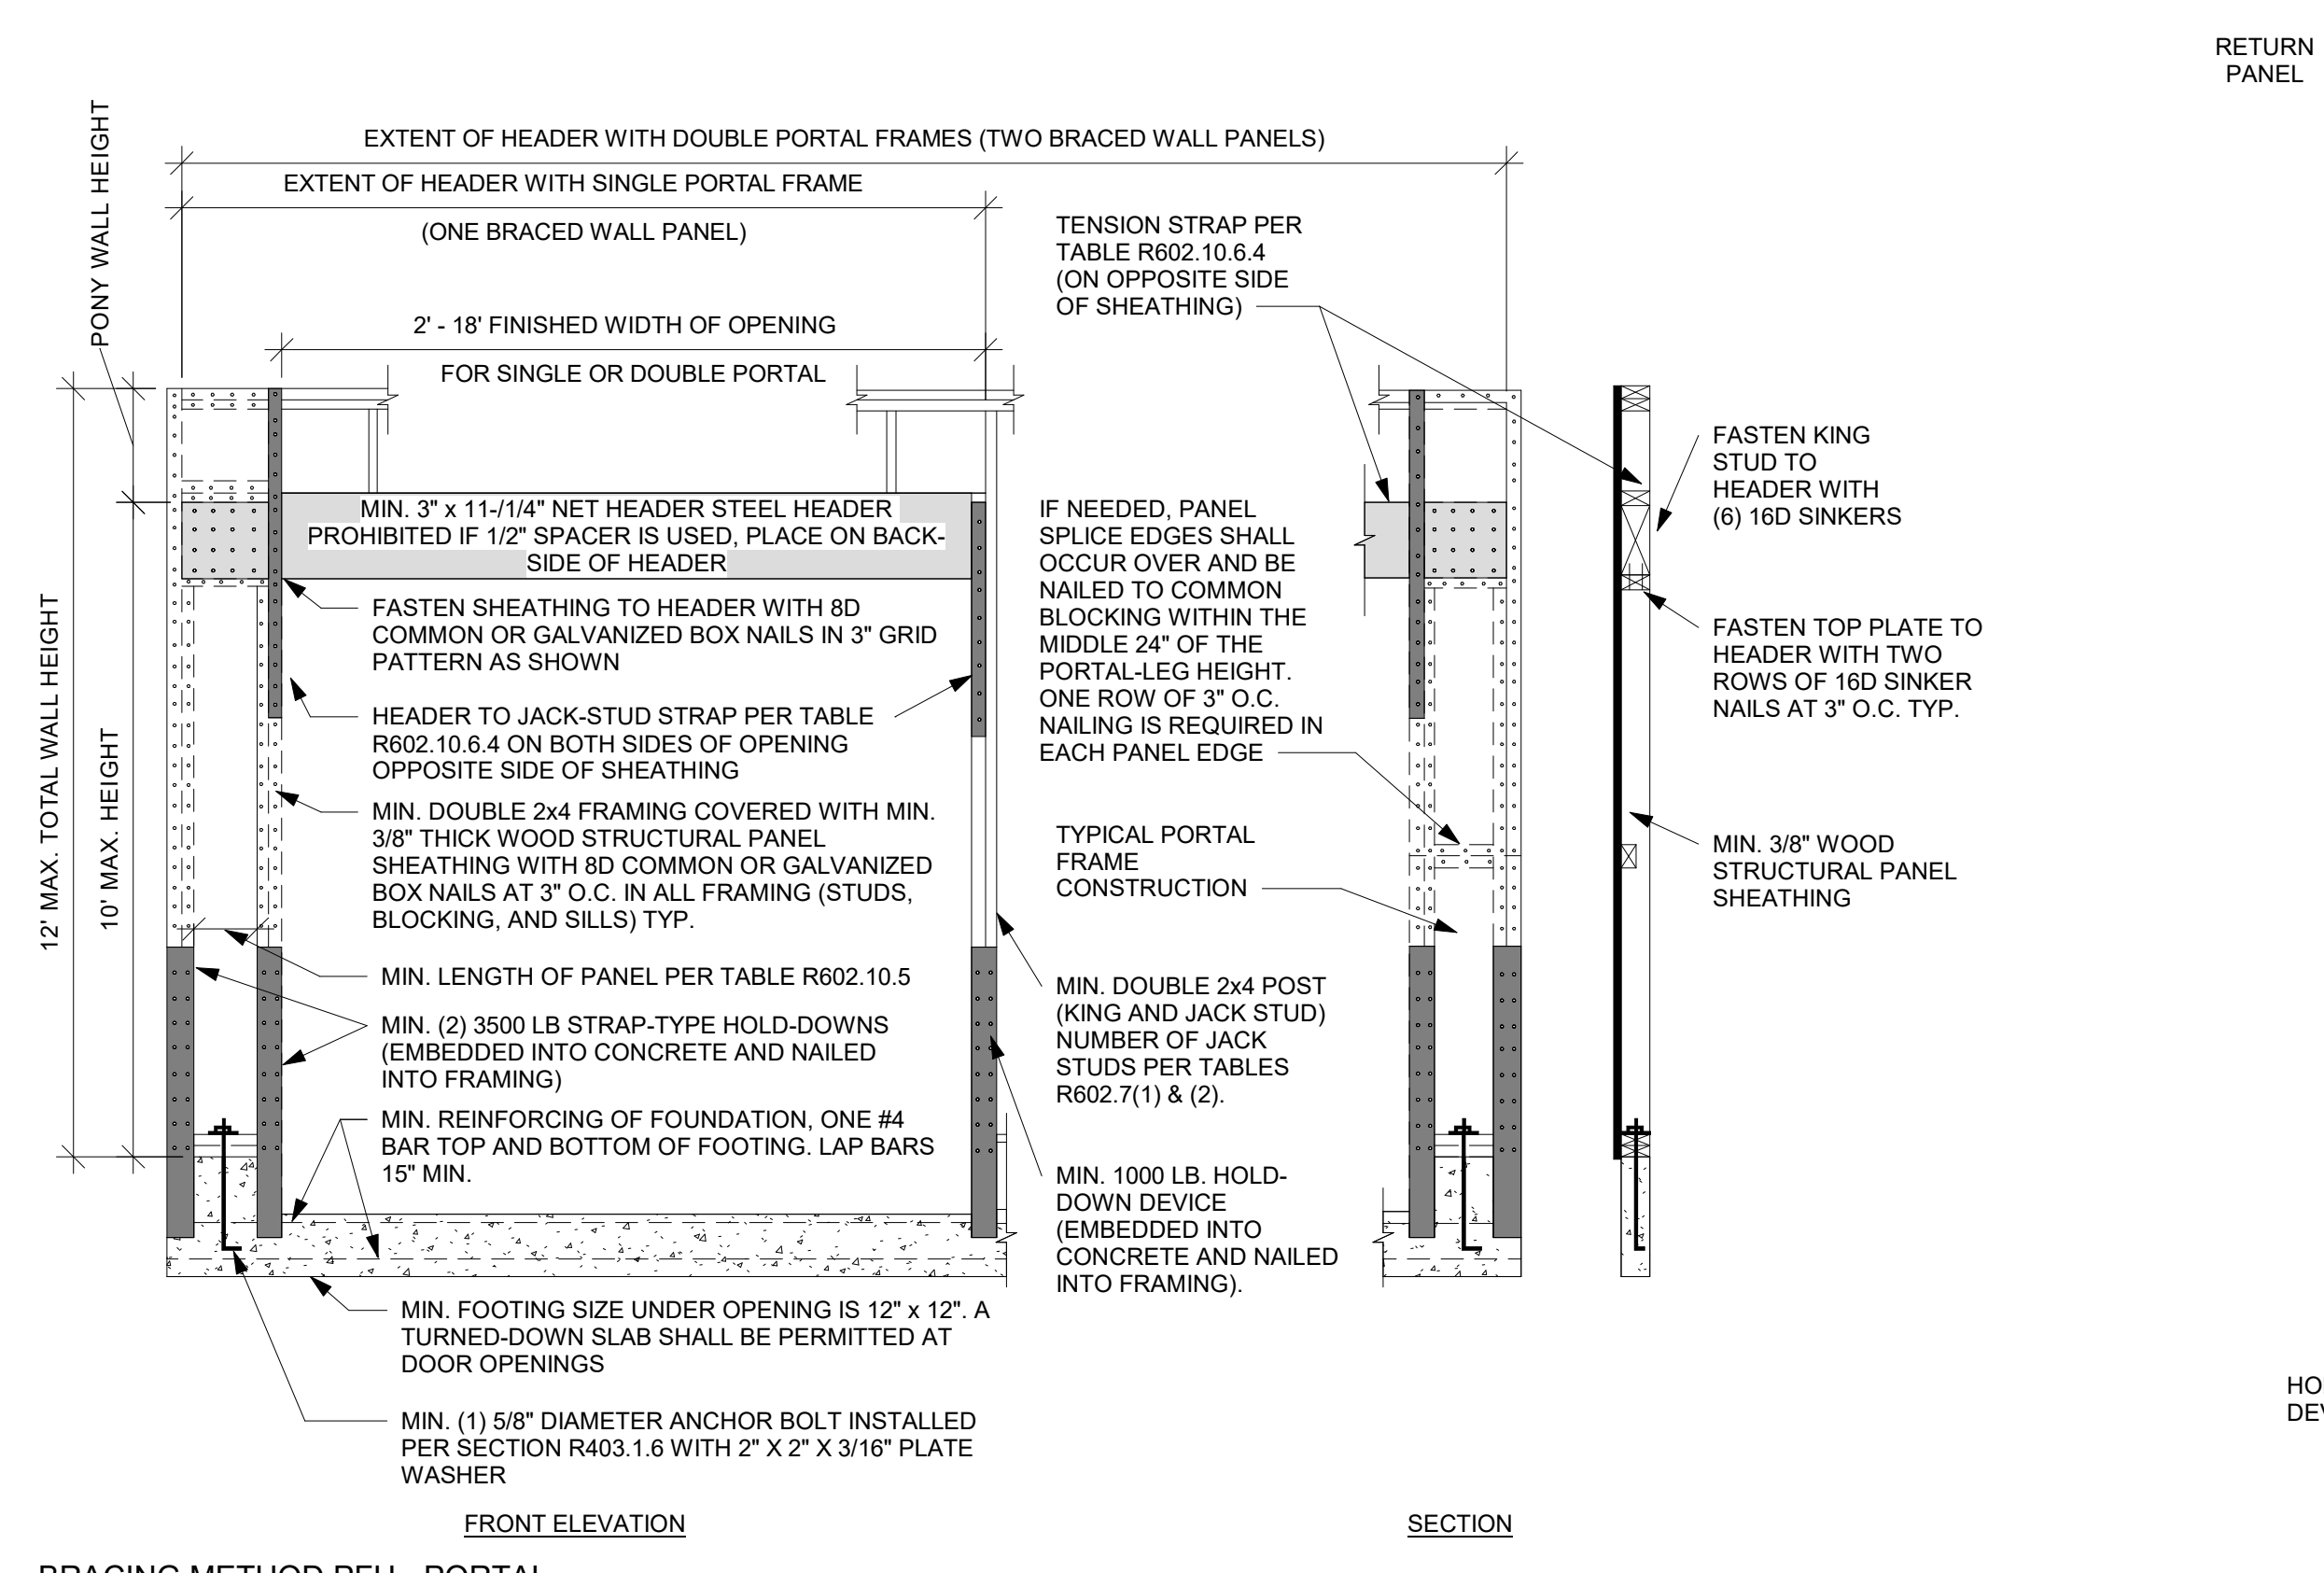 RETURN
PANEL
PONY WALL HEIGHT
EXTENT OF HEADER WITH DOUBLE PORTAL FRAMES (TWO BRACED WALL PANELS)
EXTENT OF HEADER WITH SINGLE PORTAL FRAME
(ONE BRACED WALL PANEL)
2' - 18' FINISHED WIDTH OF OPENING
FOR SINGLE OR DOUBLE PORTAL
TENSION STRAP PER
TABLE R602.10.6.4
(ON OPPOSITE SIDE
OF SHEATHING)
12' MAX. TOTAL WALL HEIGHT
10' MAX. HEIGHT
MIN. 3" x 11-/1/4" NET HEADER STEEL HEADER
PROHIBITED IF 1/2" SPACER IS USED, PLACE ON BACK-
SIDE OF HEADER
FASTEN SHEATHING TO HEADER WITH 8D
COMMON OR GALVANIZED BOX NAILS IN 3" GRID
PATTERN AS SHOWN
HEADER TO JACK-STUD STRAP PER TABLE
R602.10.6.4 ON BOTH SIDES OF OPENING
OPPOSITE SIDE OF SHEATHING
MIN. DOUBLE 2x4 FRAMING COVERED WITH MIN.
3/8" THICK WOOD STRUCTURAL PANEL
SHEATHING WITH 8D COMMON OR GALVANIZED
BOX NAILS AT 3" O.C. IN ALL FRAMING (STUDS,
BLOCKING, AND SILLS) TYP.
MIN. LENGTH OF PANEL PER TABLE R602.10.5
MIN. (2) 3500 LB STRAP-TYPE HOLD-DOWNS
(EMBEDDED INTO CONCRETE AND NAILED
INTO FRAMING)
MIN. REINFORCING OF FOUNDATION, ONE #4
BAR TOP AND BOTTOM OF FOOTING. LAP BARS
15" MIN.
MIN. FOOTING SIZE UNDER OPENING IS 12" x 12". A
TURNED-DOWN SLAB SHALL BE PERMITTED AT
DOOR OPENINGS
MIN. (1) 5/8" DIAMETER ANCHOR BOLT INSTALLED
PER SECTION R403.1.6 WITH 2" X 2" X 3/16" PLATE
WASHER
IF NEEDED, PANEL
SPLICE EDGES SHALL
OCCUR OVER AND BE
NAILED TO COMMON
BLOCKING WITHIN THE
MIDDLE 24" OF THE
PORTAL-LEG HEIGHT.
ONE ROW OF 3" O.C.
NAILING IS REQUIRED IN
EACH PANEL EDGE
TYPICAL PORTAL
FRAME
CONSTRUCTION
MIN. DOUBLE 2x4 POST
(KING AND JACK STUD)
NUMBER OF JACK
STUDS PER TABLES
R602.7(1) & (2).
MIN. 1000 LB. HOLD-
DOWN DEVICE
(EMBEDDED INTO
CONCRETE AND NAILED
INTO FRAMING).
FASTEN KING
STUD TO
HEADER WITH
(6) 16D SINKERS
FASTEN TOP PLATE TO
HEADER WITH TWO
ROWS OF 16D SINKER
NAILS AT 3" O.C. TYP.
MIN. 3/8" WOOD
STRUCTURAL PANEL
SHEATHING
FRONT ELEVATION
SECTION
BRACING METHOD PFH - PORTAL